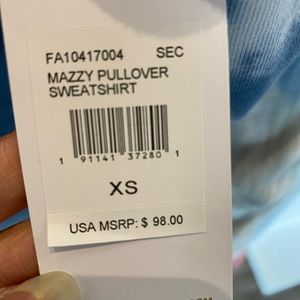 FA10417004 SEC
MAZZY PULLOVER
SWEATSHIRT
1 91141 37280 1
XS
USA MSRP: $ 98.00